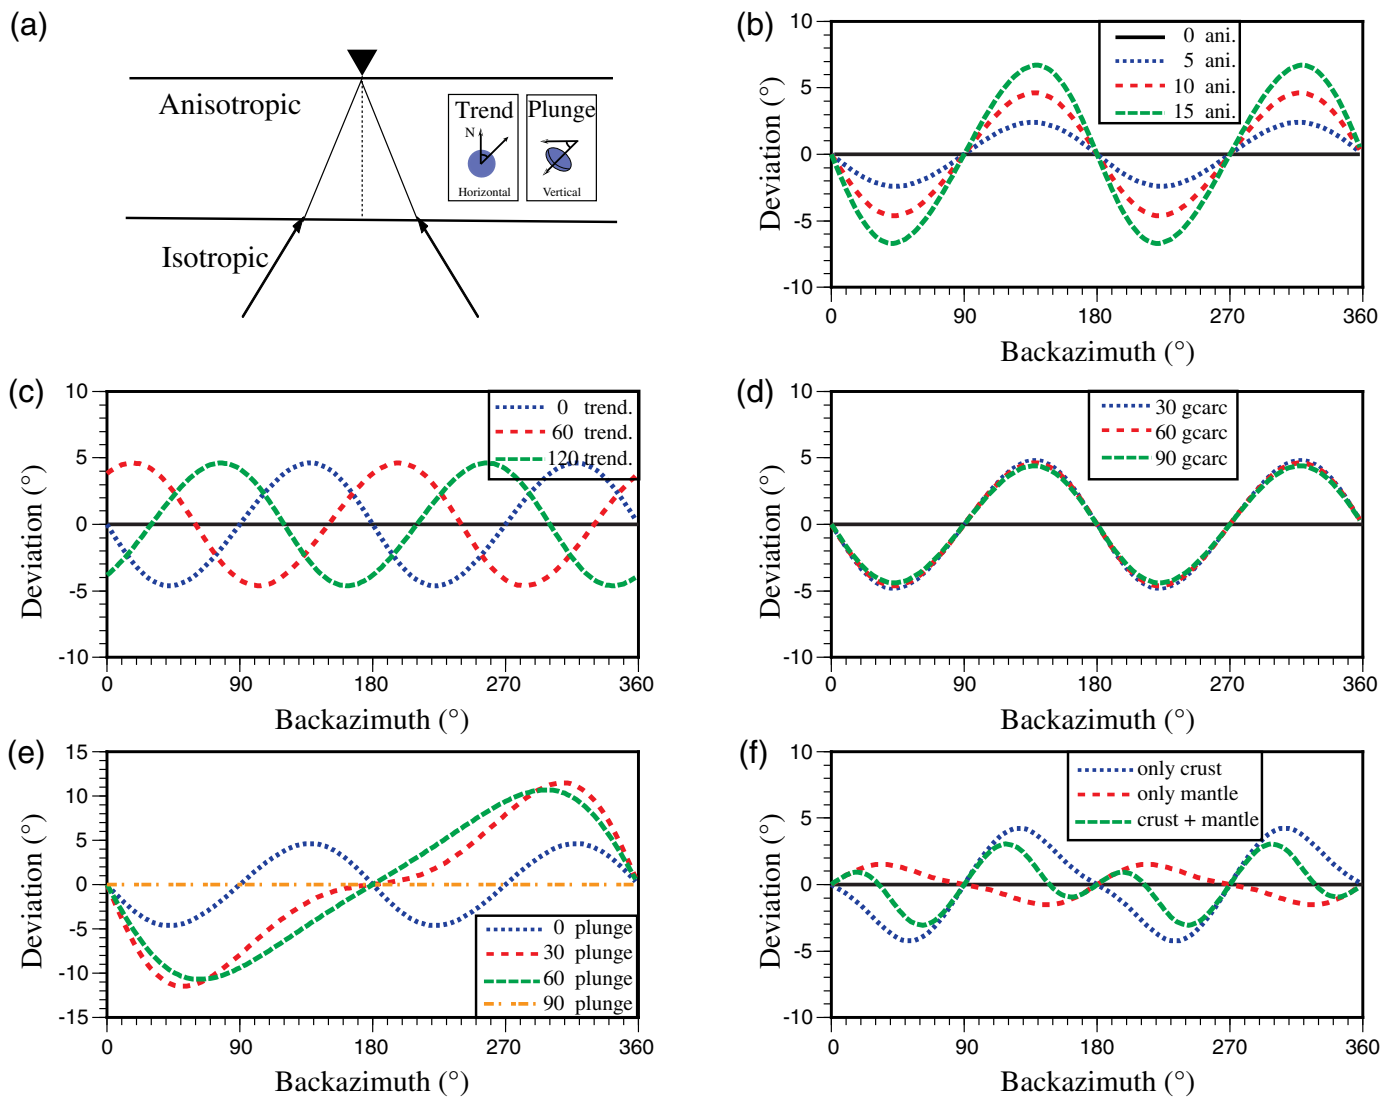 (a)
Anisotropic
Trend
N
Horizontal
Plunge
Vertical
Isotropic
(b)
10
5
0
-5
-10
Deviation (°)
0 ani.
5 ani.
10 ani.
15 ani.
0 90 180 270 360
Backazimuth (°)
(c)
10
5
0
-5
-10
Deviation (°)
0 trend.
60 trend.
120 trend.
0 90 180 270 360
Backazimuth (°)
(d)
10
5
0
-5
-10
Deviation (°)
30 gcarc
60 gcarc
90 gcarc
0 90 180 270 360
Backazimuth (°)
(e)
15
10
5
0
-5
-10
-15
Deviation (°)
0 plunge
30 plunge
60 plunge
90 plunge
0 90 180 270 360
Backazimuth (°)
(f)
10
5
0
-5
-10
Deviation (°)
only crust
only mantle
crust + mantle
0 90 180 270 360
Backazimuth (°)